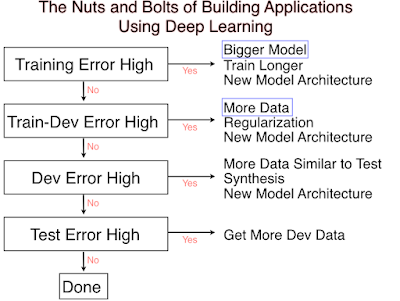 The Nuts and Bolts of Building Applications
Using Deep Learning
Training Error High
Yes
Bigger Model
Train Longer
New Model Architecture
No
Train-Dev Error High
Yes
More Data
Regularization
New Model Architecture
No
Dev Error High
Yes
More Data Similar to Test
Synthesis
New Model Architecture
No
Test Error High
Yes
Get More Dev Data
No
Done